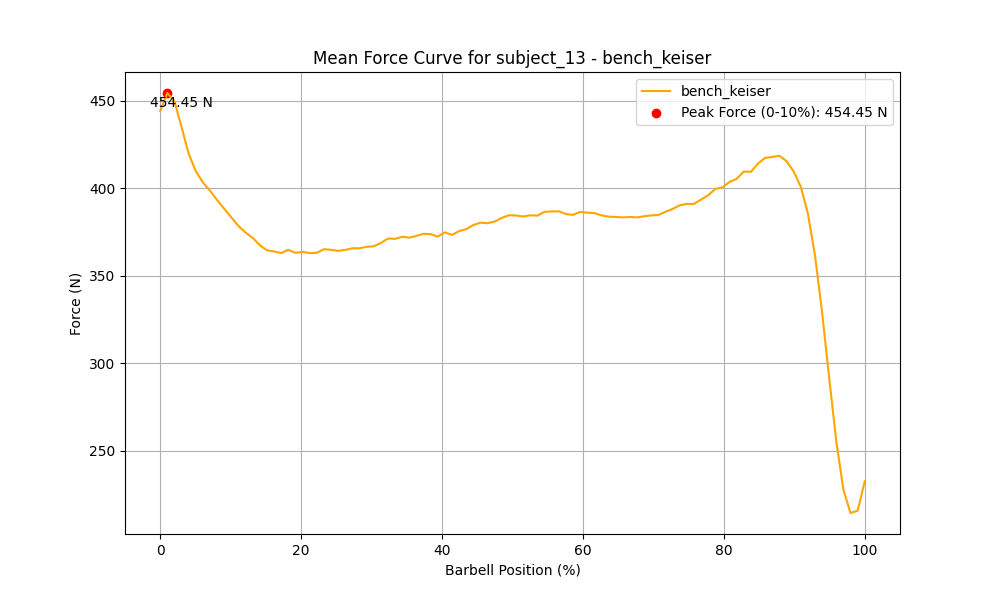 Mean Force Curve for subject_13 - bench_keiser
454.45 N
bench_keiser
Peak Force (0-10%): 454.45 N
450
400
350
300
250
Force (N)
0 20 40 60 80 100
Barbell Position (%)